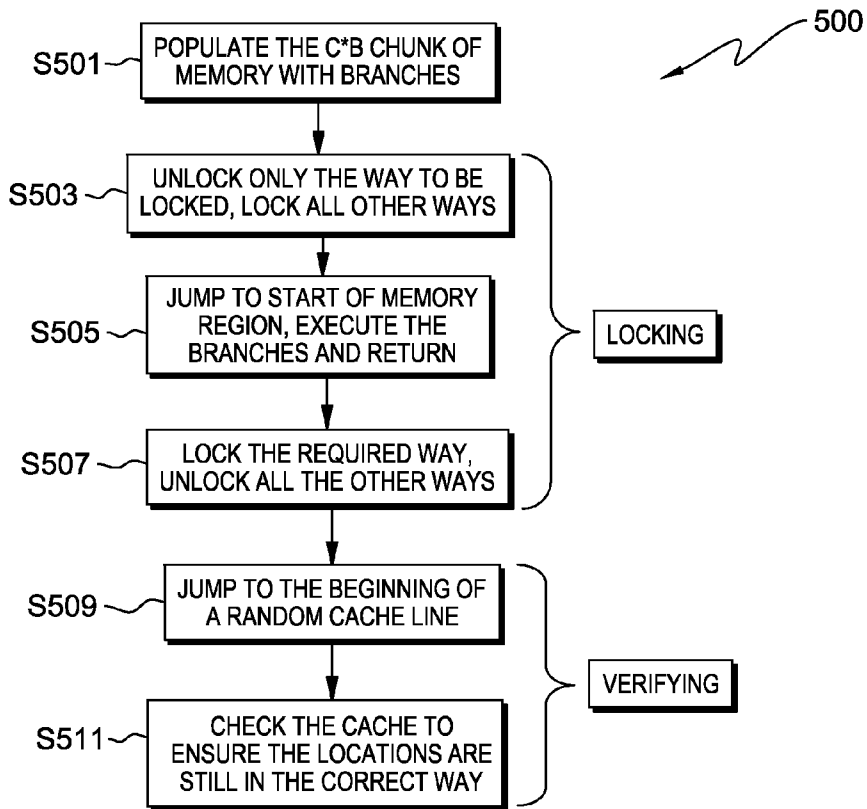 500
S501
POPULATE THE C*B CHUNK OF
MEMORY WITH BRANCHES
S503
UNLOCK ONLY THE WAY TO BE
LOCKED, LOCK ALL OTHER WAYS
S505
JUMP TO START OF MEMORY
REGION, EXECUTE THE
BRANCHES AND RETURN
LOCKING
S507
LOCK THE REQUIRED WAY,
UNLOCK ALL THE OTHER WAYS
S509
JUMP TO THE BEGINNING OF
A RANDOM CACHE LINE
VERIFYING
S511
CHECK THE CACHE TO
ENSURE THE LOCATIONS ARE
STILL IN THE CORRECT WAY